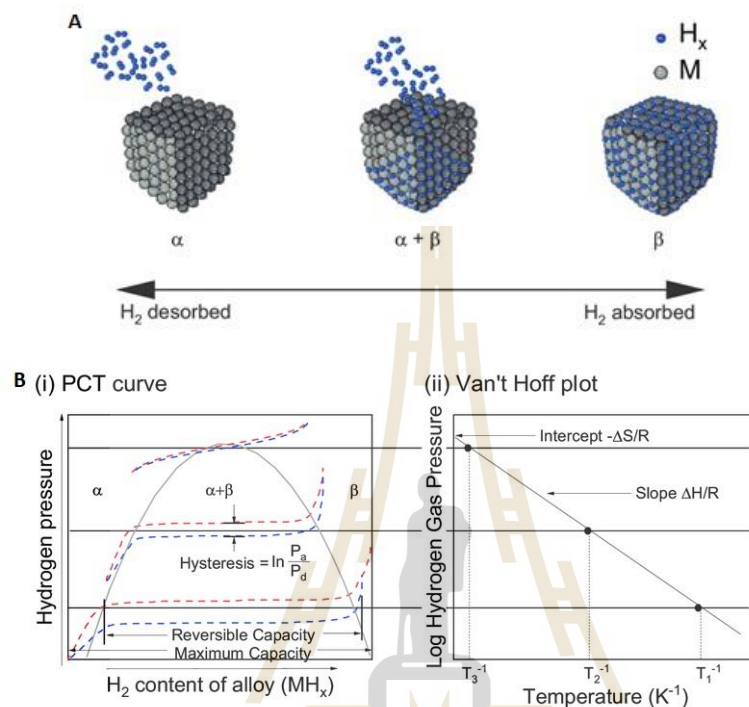 A
Hₓ
M
α
α + β
β
H₂ desorbed
H₂ absorbed
B (i) PCT curve
(ii) Van't Hoff plot
Hydrogen pressure
α
α+β
β
Hysteresis = ln Pₐ/P_d
Reversible Capacity
Maximum Capacity
H₂ content of alloy (MHₓ)
Log Hydrogen Gas Pressure
Intercept -ΔS/R
Slope ΔH/R
T₃⁻¹
T₂⁻¹
T₁⁻¹
Temperature (K⁻¹)